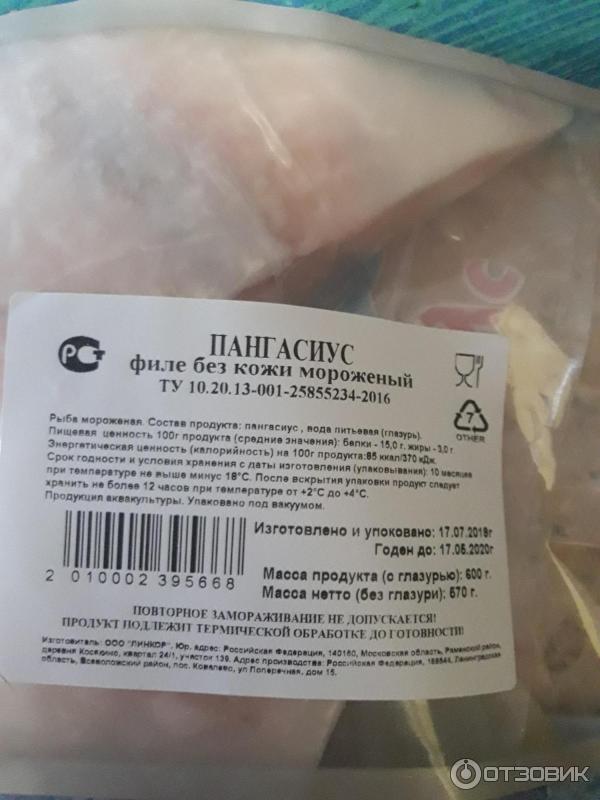 ПАНГАСИУС
филе без кожи мороженый
ТУ 10.20.13-001-25855234-2016
РСТ
7
OTHER
Рыба мороженая. Состав продукта: пангасиус , вода питьевая (глазурь).
Пищевая ценность 100г продукта (средние значения): белки - 15,0 г. жиры - 3,0 г
Энергетическая ценность (калорийность) на 100г продукта:85 ккал/370 кДж.
Срок годности и условия хранения с даты изготовления (упаковывания): 10 месяцев
при температуре не выше минус 18°С. После вскрытия упаковки продукт следует
хранить не более 12 часов при температуре от +2°С до +4°С.
Продукция аквакультуры. Упаковано под вакуумом.
Изготовлено и упоковано: 17.07.2019г
Годен до: 17.05.2020г
2 010002 395668
Масса продукта (с глазурью): 600 г.
Масса нетто (без глазури): 570 г.
ПОВТОРНОЕ ЗАМОРАЖИВАНИЕ НЕ ДОПУСКАЕТСЯ!
ПРОДУКТ ПОДЛЕЖИТ ТЕРМИЧЕСКОЙ ОБРАБОТКЕ ДО ГОТОВНОСТИ!
Изготовитель: ООО "ЛИНКОР", Юр. адрес: Российская Федерация, 140160, Московская область, Раменский район,
деревня Косякино, квартал 24/1, участок 139. Адрес производства: Российская Федерация, 188644, Ленинградская
область, Всеволожский район, пос. Ковалево, ул Поперечная, дом 15.
ОТЗОВИК